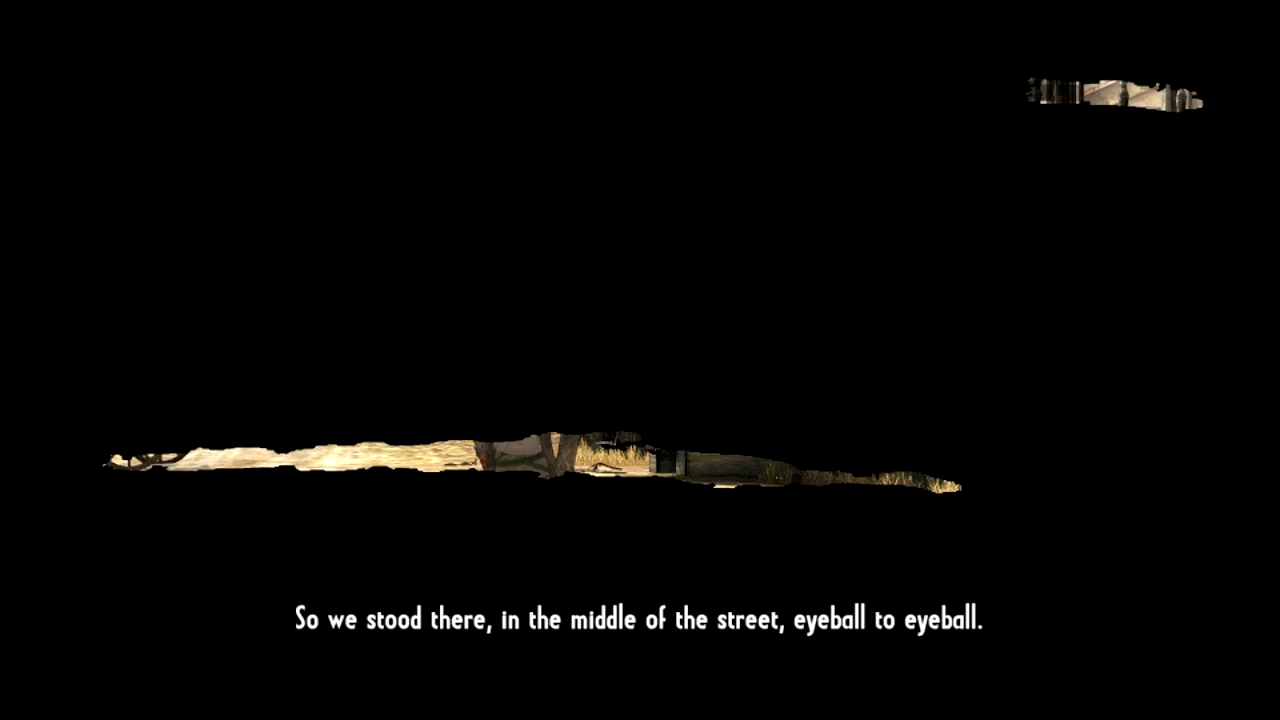 So we stood there, in the middle of the street, eyeball to eyeball.